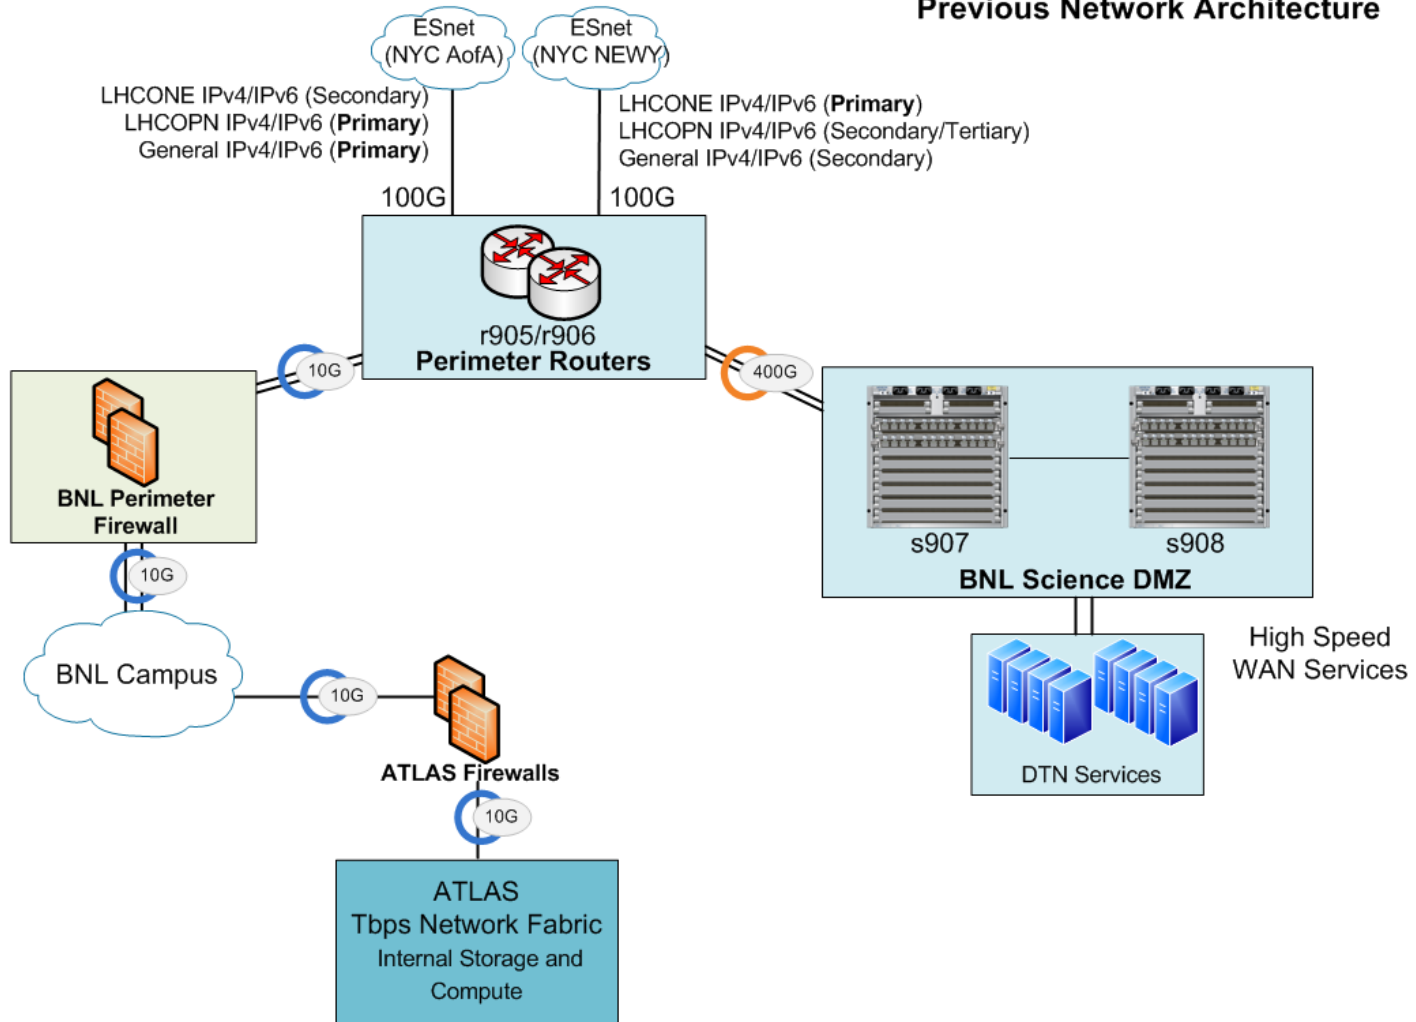 Previous Network Architecture
ESnet
(NYC AofA)
ESnet
(NYC NEWY)
LHCONE IPv4/IPv6 (Secondary)
LHCOPN IPv4/IPv6 (Primary)
General IPv4/IPv6 (Primary)
LHCONE IPv4/IPv6 (Primary)
LHCOPN IPv4/IPv6 (Secondary/Tertiary)
General IPv4/IPv6 (Secondary)
100G
100G
r905/r906
Perimeter Routers
10G
400G
BNL Perimeter
Firewall
s907
s908
BNL Science DMZ
10G
High Speed
WAN Services
BNL Campus
10G
ATLAS Firewalls
DTN Services
10G
ATLAS
Tbps Network Fabric
Internal Storage and
Compute